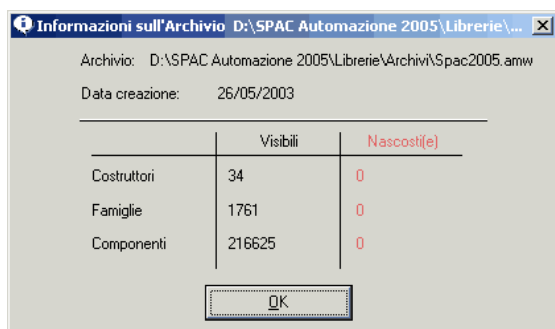 Informazioni sull'Archivio D:\SPAC Automazione 2005\Librerie\...
Archivio: D:\SPAC Automazione 2005\Librerie\Archivi\Spac2005.amw
Data creazione: 26/05/2003
Visibili Nascosti(e)
Costruttori 34 0
Famiglie 1761 0
Componenti 216625 0
OK